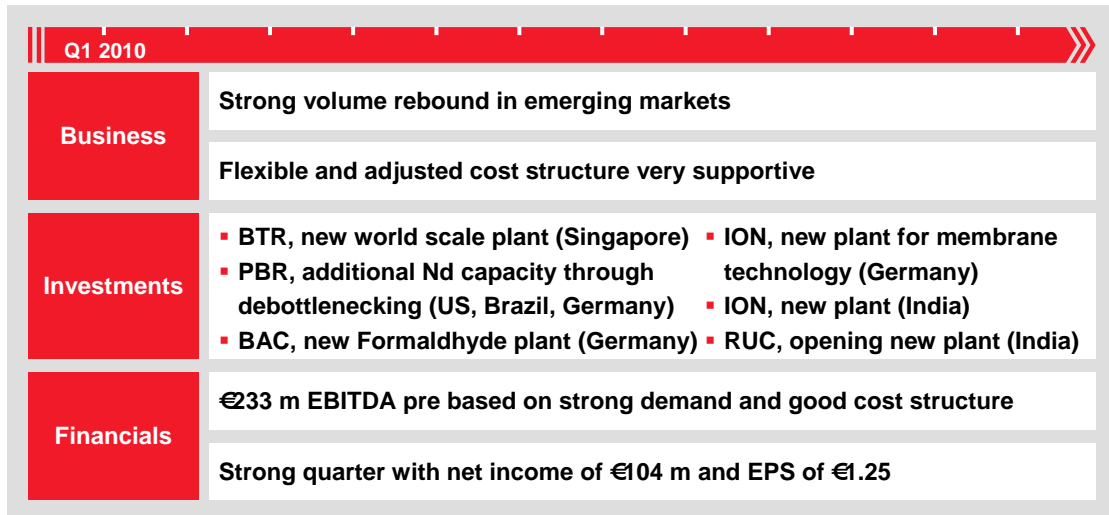 Q1 2010
Business
Strong volume rebound in emerging markets
Flexible and adjusted cost structure very supportive
Investments
▪ BTR, new world scale plant (Singapore)
▪ PBR, additional Nd capacity through
debottlenecking (US, Brazil, Germany)
▪ BAC, new Formaldhyde plant (Germany)
▪ ION, new plant for membrane
technology (Germany)
▪ ION, new plant (India)
▪ RUC, opening new plant (India)
Financials
€233 m EBITDA pre based on strong demand and good cost structure
Strong quarter with net income of €104 m and EPS of €1.25